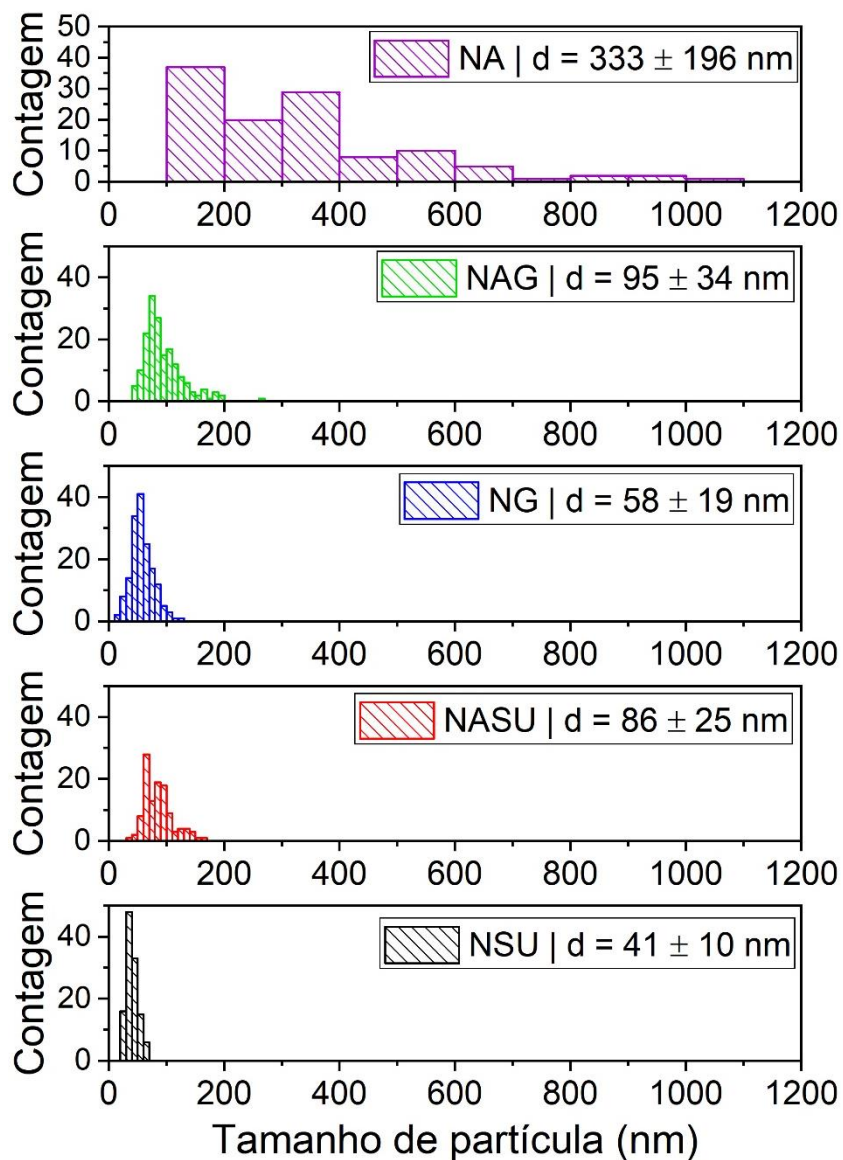 Contagem
50
40
30
20
10
0
NA | d = 333 ± 196 nm
0 200 400 600 800 1000 1200
Contagem
40
20
0
NAG | d = 95 ± 34 nm
0 200 400 600 800 1000 1200
Contagem
40
20
0
NG | d = 58 ± 19 nm
0 200 400 600 800 1000 1200
Contagem
40
20
0
NASU | d = 86 ± 25 nm
0 200 400 600 800 1000 1200
Contagem
40
20
0
NSU | d = 41 ± 10 nm
0 200 400 600 800 1000 1200
Tamanho de partícula (nm)